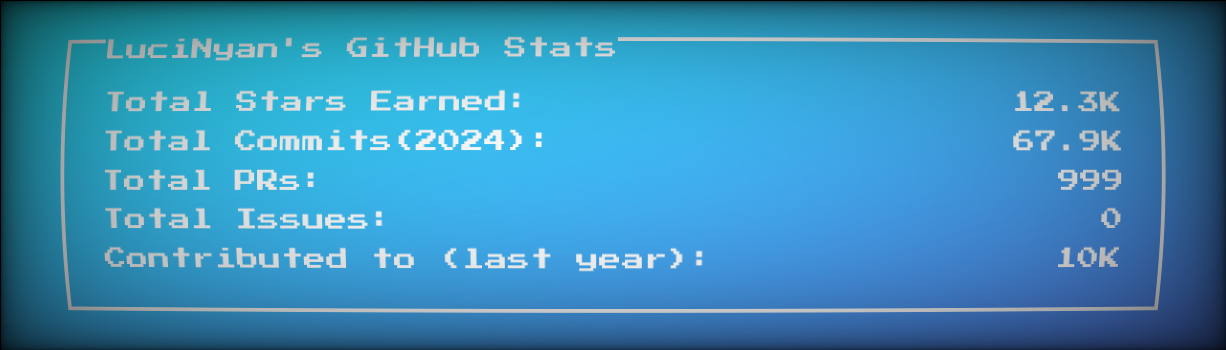 LuciNyan's GitHub Stats
Total Stars Earned: 12.3K
Total Commits(2024): 67.9K
Total PRs: 999
Total Issues: 0
Contributed to (last year): 10K